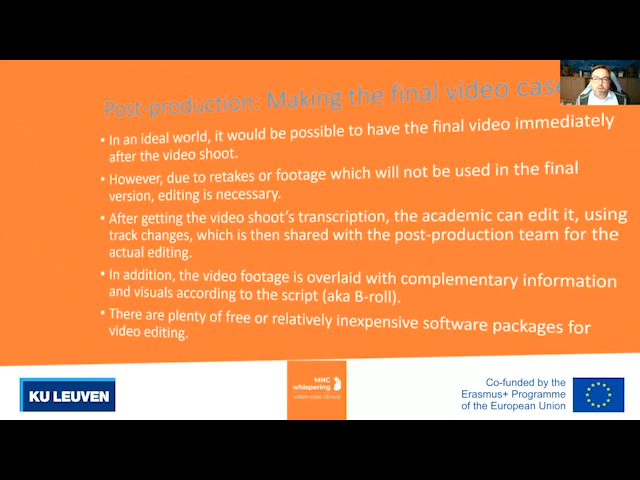 Post-production: Making the final video case
• In an ideal world, it would be possible to have the final video immediately
after the video shoot.
• However, due to retakes or footage which will not be used in the final
version, editing is necessary.
• After getting the video shoot's transcription, the academic can edit it, using
track changes, which is then shared with the post-production team for the
actual editing.
• In addition, the video footage is overlaid with complementary information
and visuals according to the script (aka B-roll).
• There are plenty of free or relatively inexpensive software packages for
video editing.
KU LEUVEN
MNC
whispering
video case library
Co-funded by the
Erasmus+ Programme
of the European Union